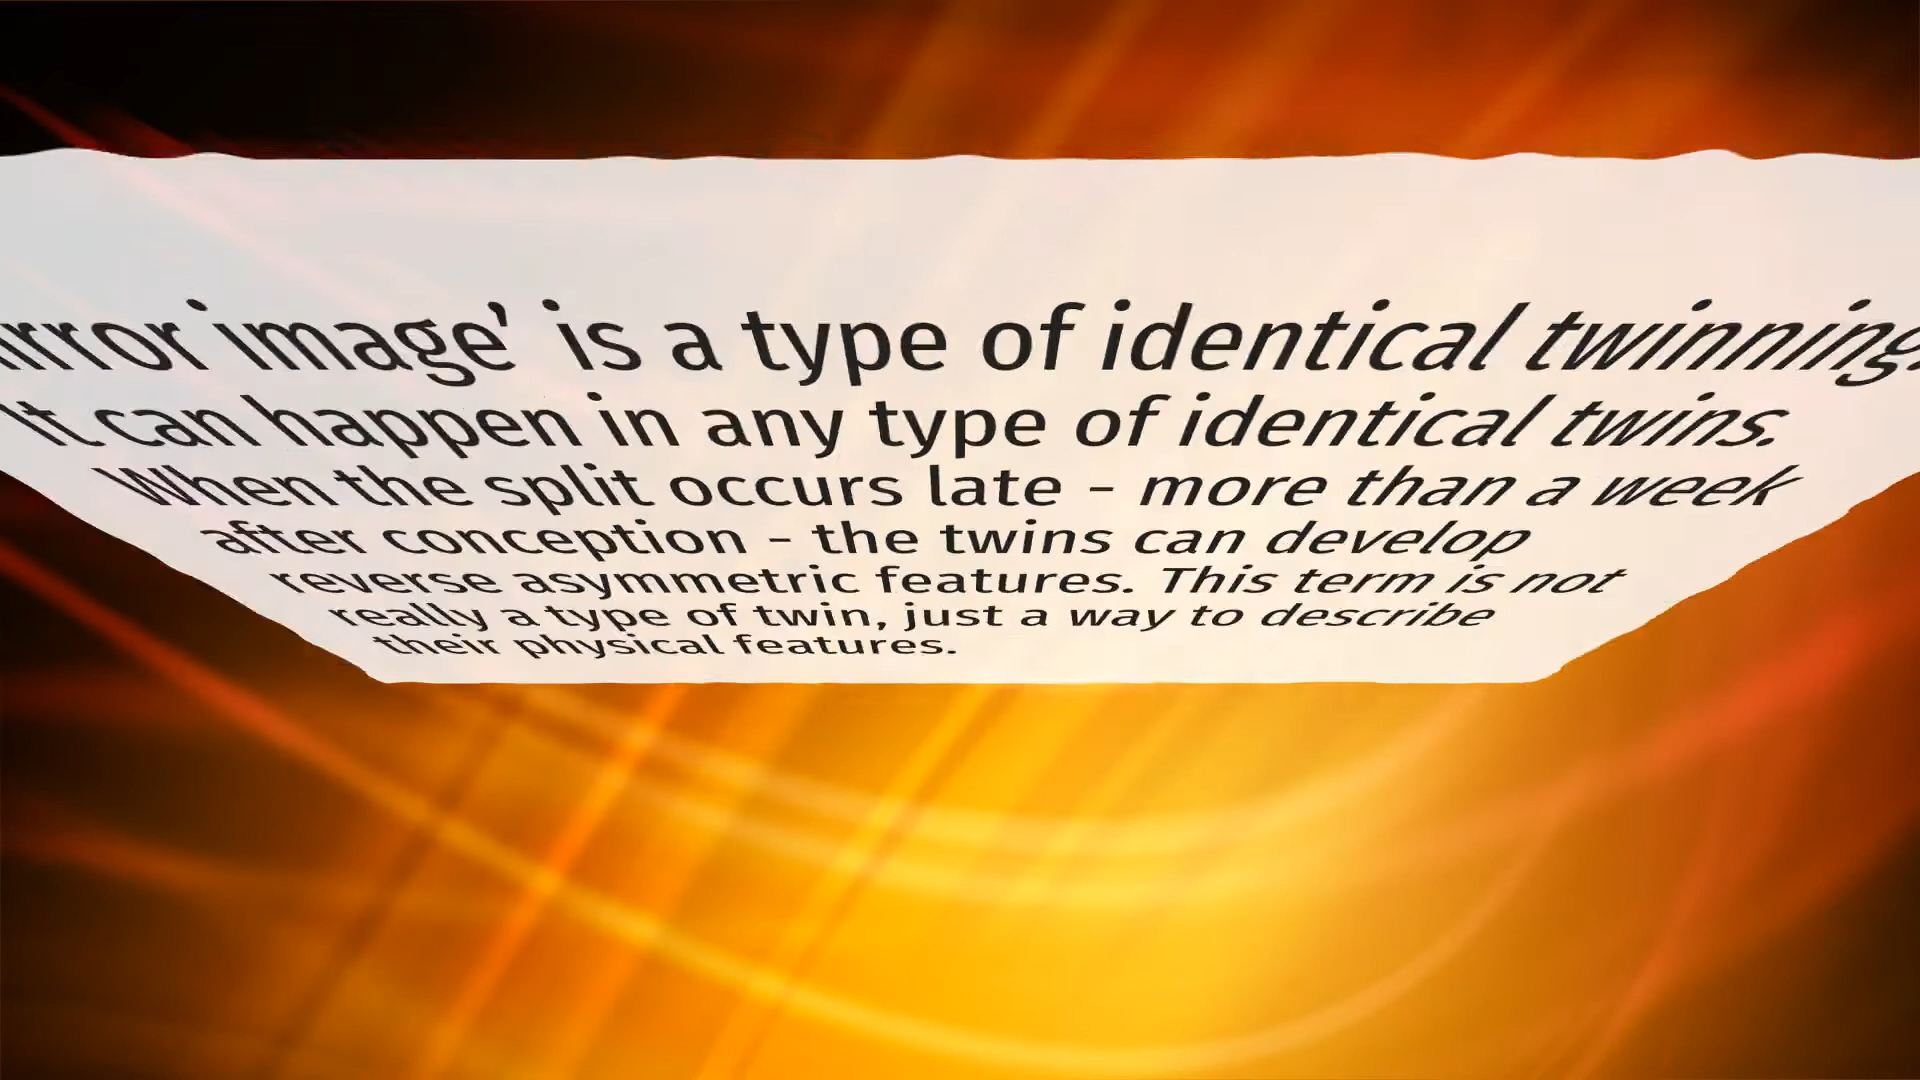 irror image' is a type of identical twinning.
It can happen in any type of identical twins.
When the split occurs late – more than a week
after conception – the twins can develop
reverse asymmetric features. This term is not
really a type of twin, just a way to describe
their physical features.